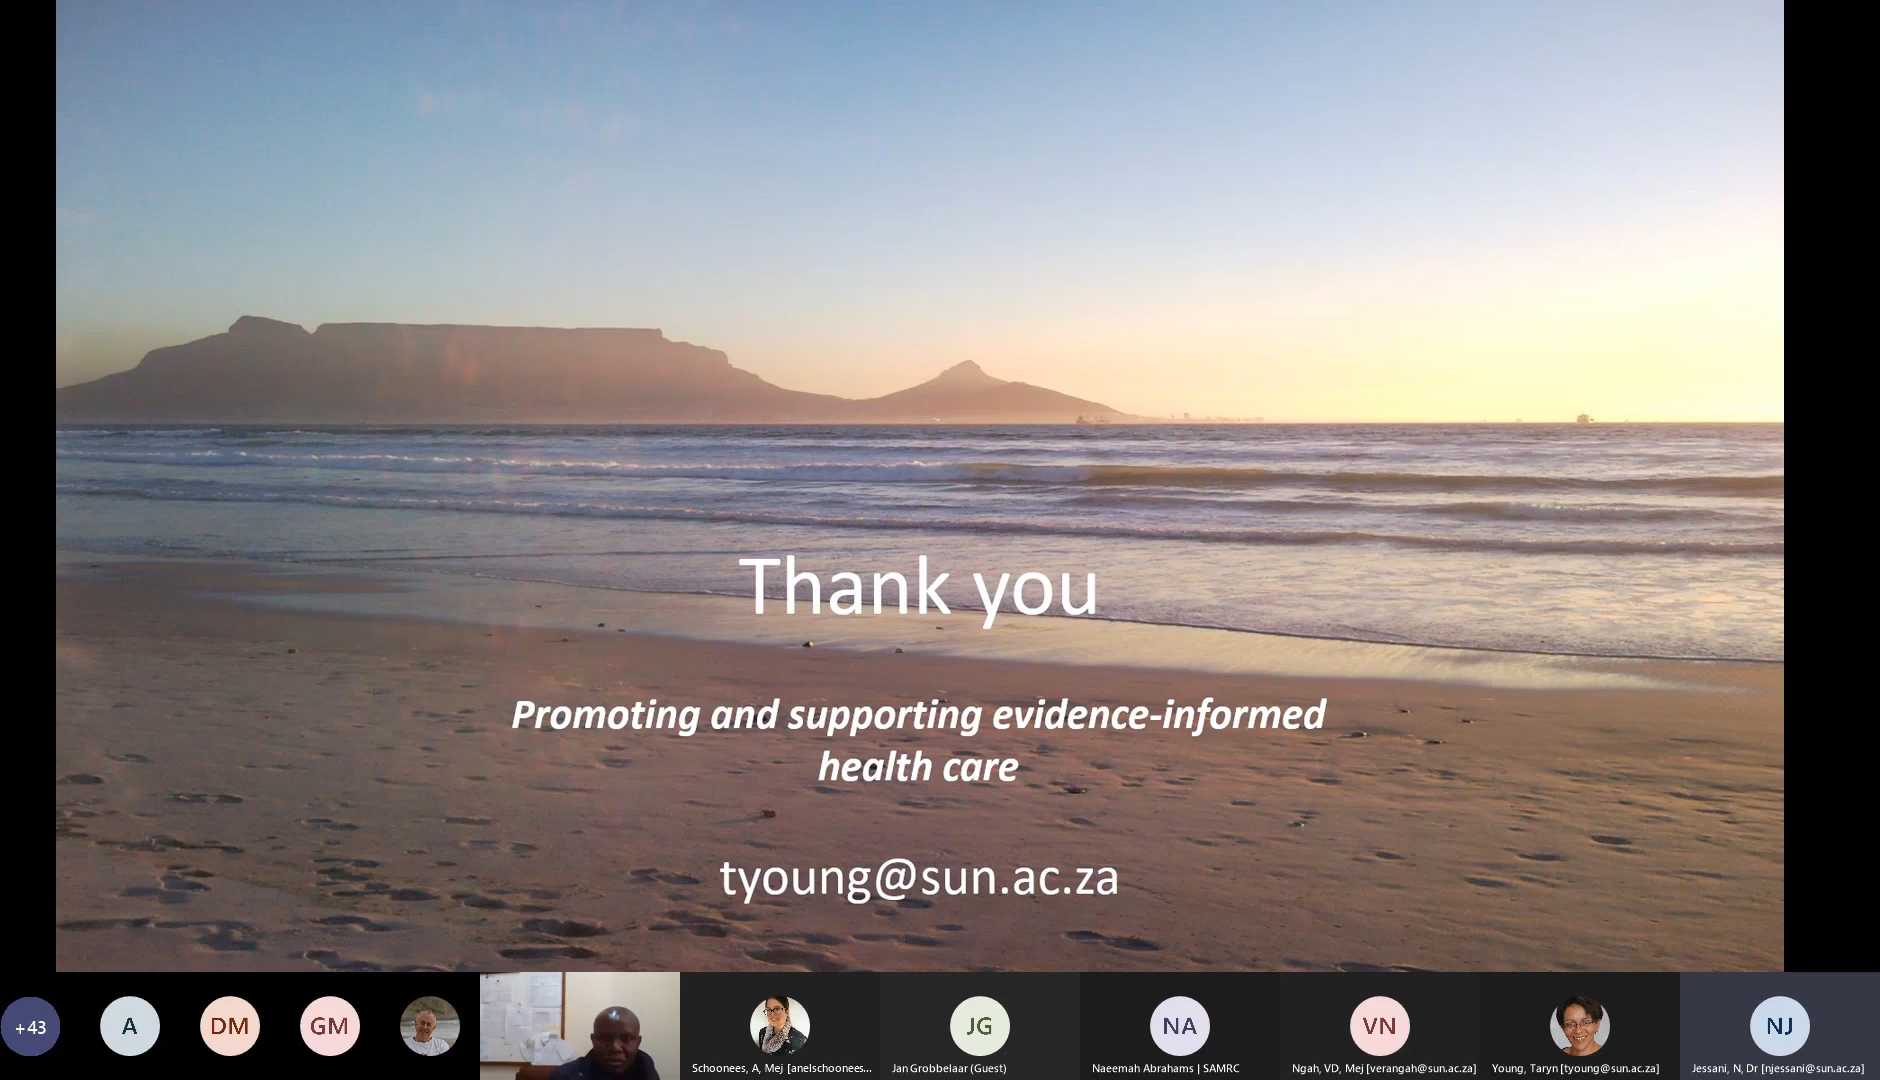 Thank you
Promoting and supporting evidence-informed
health care
tyoung@sun.ac.za
+43
A
DM
GM
JG
NA
VN
NJ
Schoonees, A, Mej [anelschoonees...
Jan Grobbelaar (Guest)
Naeemah Abrahams | SAMRC
Ngah, VD, Mej [verangah@sun.ac.za]
Young, Taryn [tyoung@sun.ac.za]
Jessani, N, Dr [njessani@sun.ac.za]